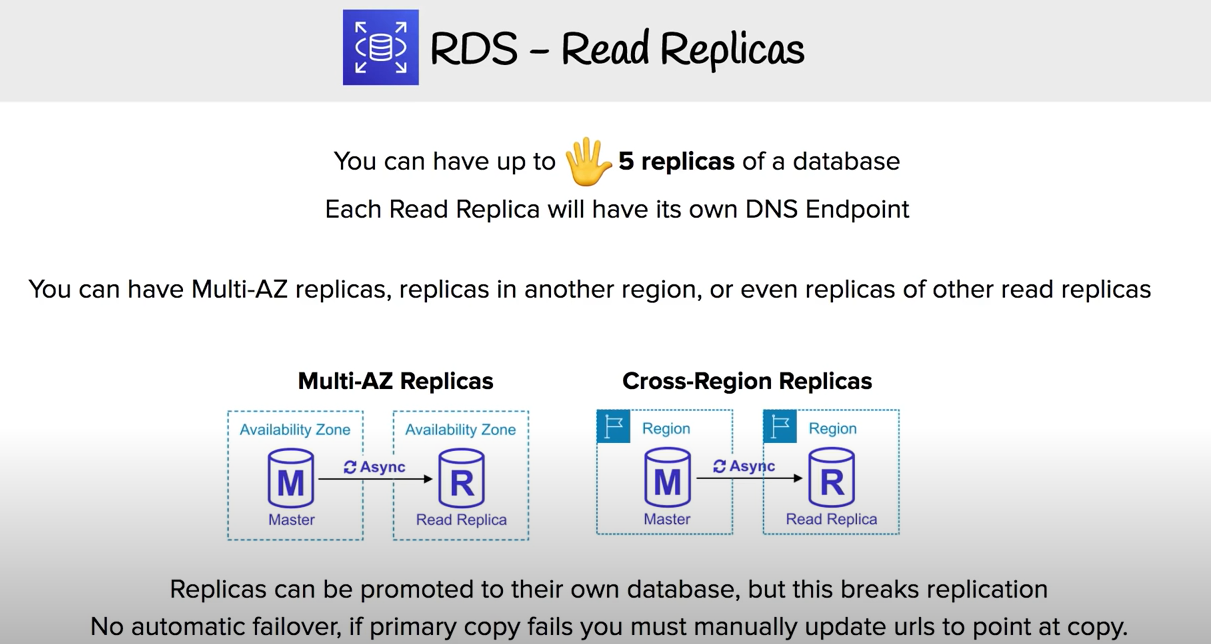 RDS – Read Replicas
You can have up to 🖐 5 replicas of a database
Each Read Replica will have its own DNS Endpoint
You can have Multi-AZ replicas, replicas in another region, or even replicas of other read replicas
Multi-AZ Replicas
Availability Zone
M
Master
Async
Availability Zone
R
Read Replica
Cross-Region Replicas
Region
M
Master
Async
Region
R
Read Replica
Replicas can be promoted to their own database, but this breaks replication
No automatic failover, if primary copy fails you must manually update urls to point at copy.